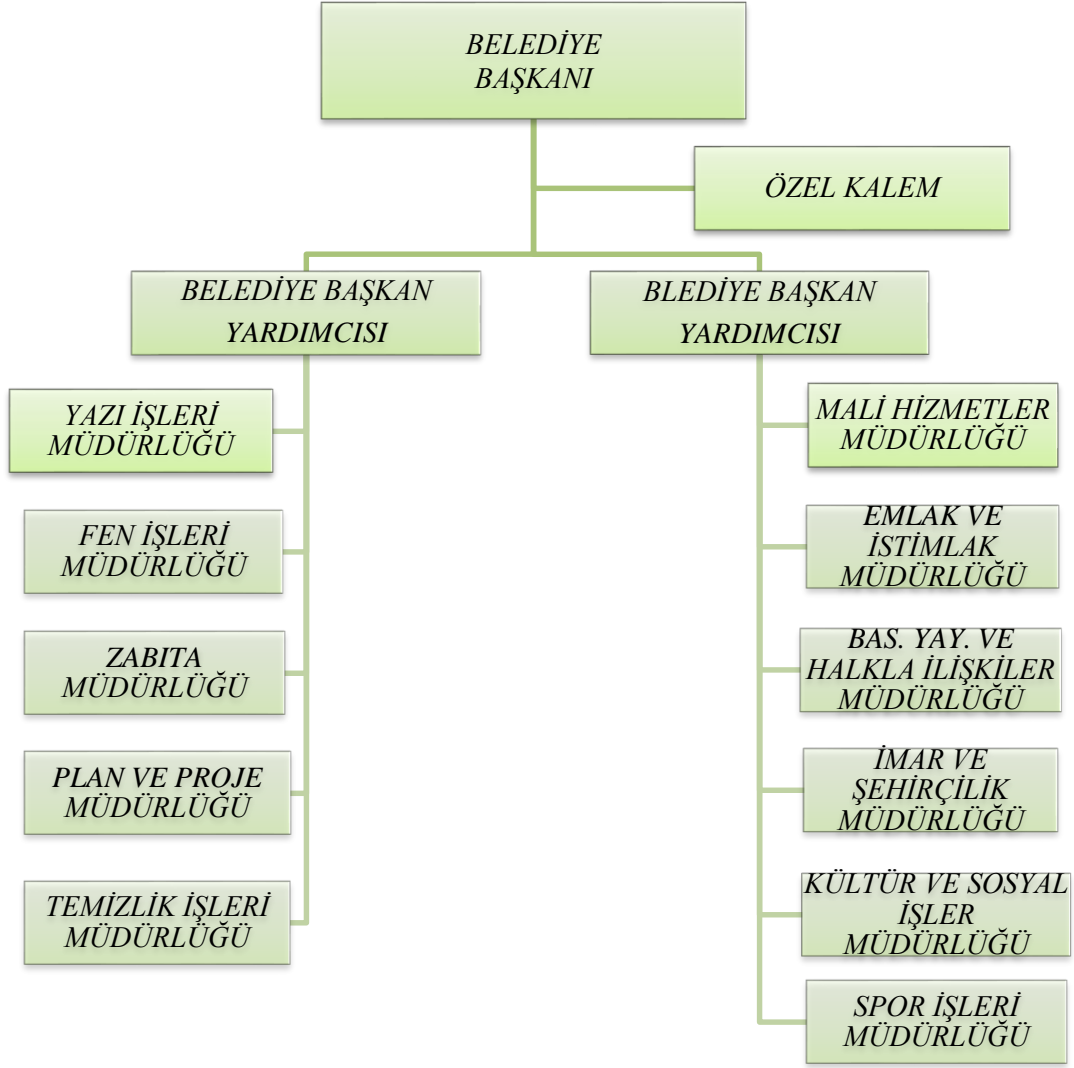 BELEDİYE
BAŞKANI
ÖZEL KALEM
BELEDİYE BAŞKAN
YARDIMCISI
BLEDİYE BAŞKAN
YARDIMCISI
YAZI İŞLERİ
MÜDÜRLÜĞÜ
FEN İŞLERİ
MÜDÜRLÜĞÜ
ZABITA
MÜDÜRLÜĞÜ
PLAN VE PROJE
MÜDÜRLÜĞÜ
TEMİZLİK İŞLERİ
MÜDÜRLÜĞÜ
MALİ HİZMETLER
MÜDÜRLÜĞÜ
EMLAK VE
İSTİMLAK
MÜDÜRLÜĞÜ
BAS. YAY. VE
HALKLA İLİŞKİLER
MÜDÜRLÜĞÜ
İMAR VE
ŞEHİRÇİLİK
MÜDÜRLÜĞÜ
KÜLTÜR VE SOSYAL
İŞLER
MÜDÜRLÜĞÜ
SPOR İŞLERİ
MÜDÜRLÜĞÜ